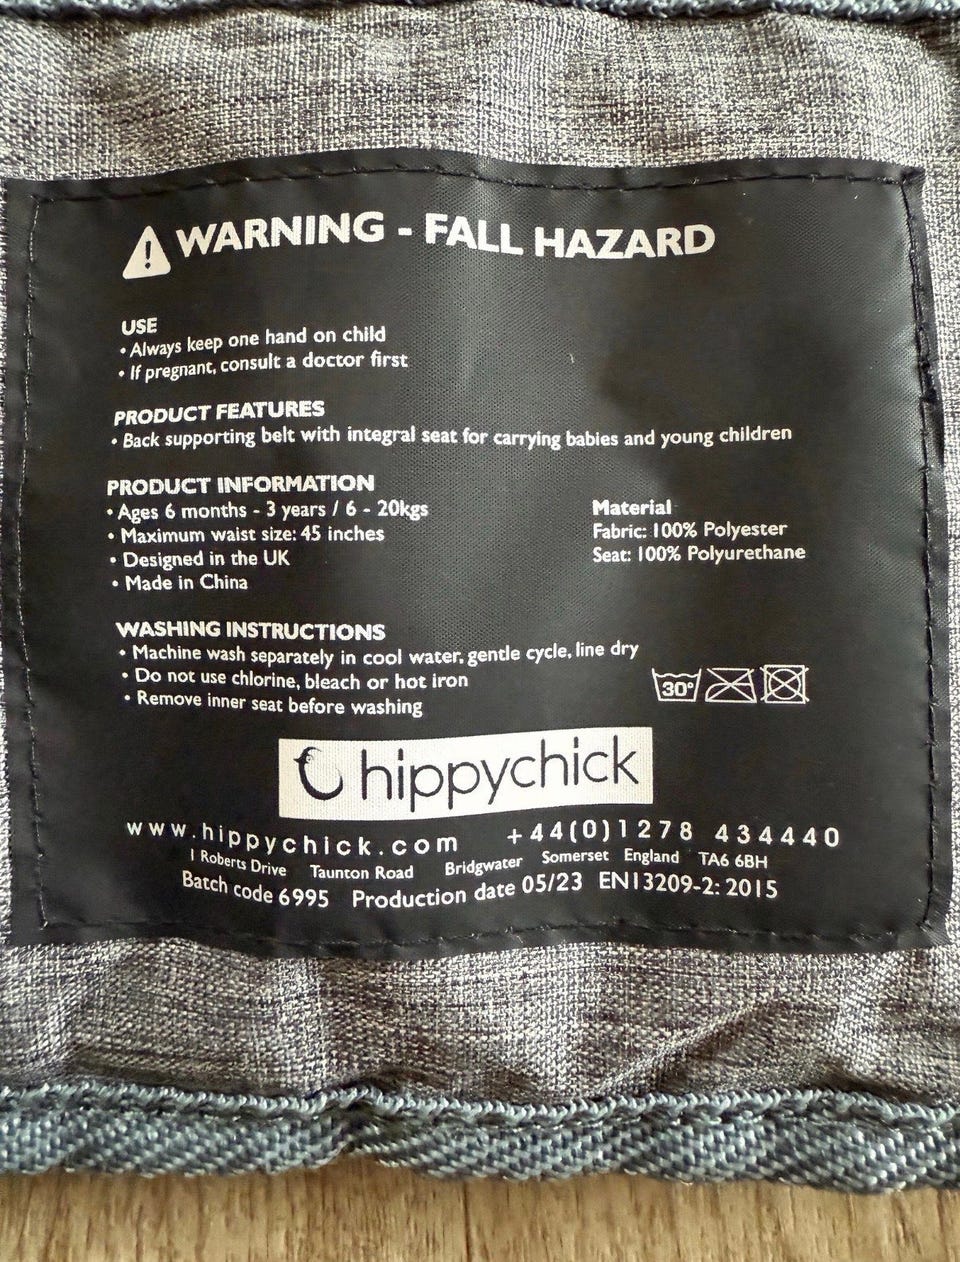 WARNING - FALL HAZARD
USE
• Always keep one hand on child
• If pregnant, consult a doctor first
PRODUCT FEATURES
• Back supporting belt with integral seat for carrying babies and young children
PRODUCT INFORMATION
• Ages 6 months - 3 years / 6 - 20kgs
• Maximum waist size: 45 inches
• Designed in the UK
• Made in China
Material
Fabric: 100% Polyester
Seat: 100% Polyurethane
WASHING INSTRUCTIONS
• Machine wash separately in cool water, gentle cycle, line dry
• Do not use chlorine, bleach or hot iron
• Remove inner seat before washing
30°
hippychick
www.hippychick.com +44(0)1278 434440
1 Roberts Drive Taunton Road Bridgwater Somerset England TA6 6BH
Batch code 6995 Production date 05/23 EN13209-2: 2015